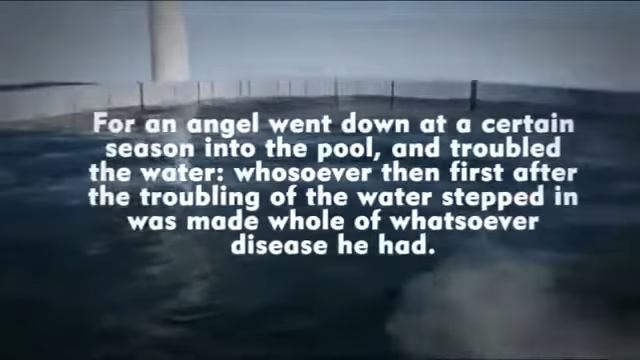 For an angel went down at a certain
season into the pool, and troubled
the water: whosoever then first after
the troubling of the water stepped in
was made whole of whatsoever
disease he had.